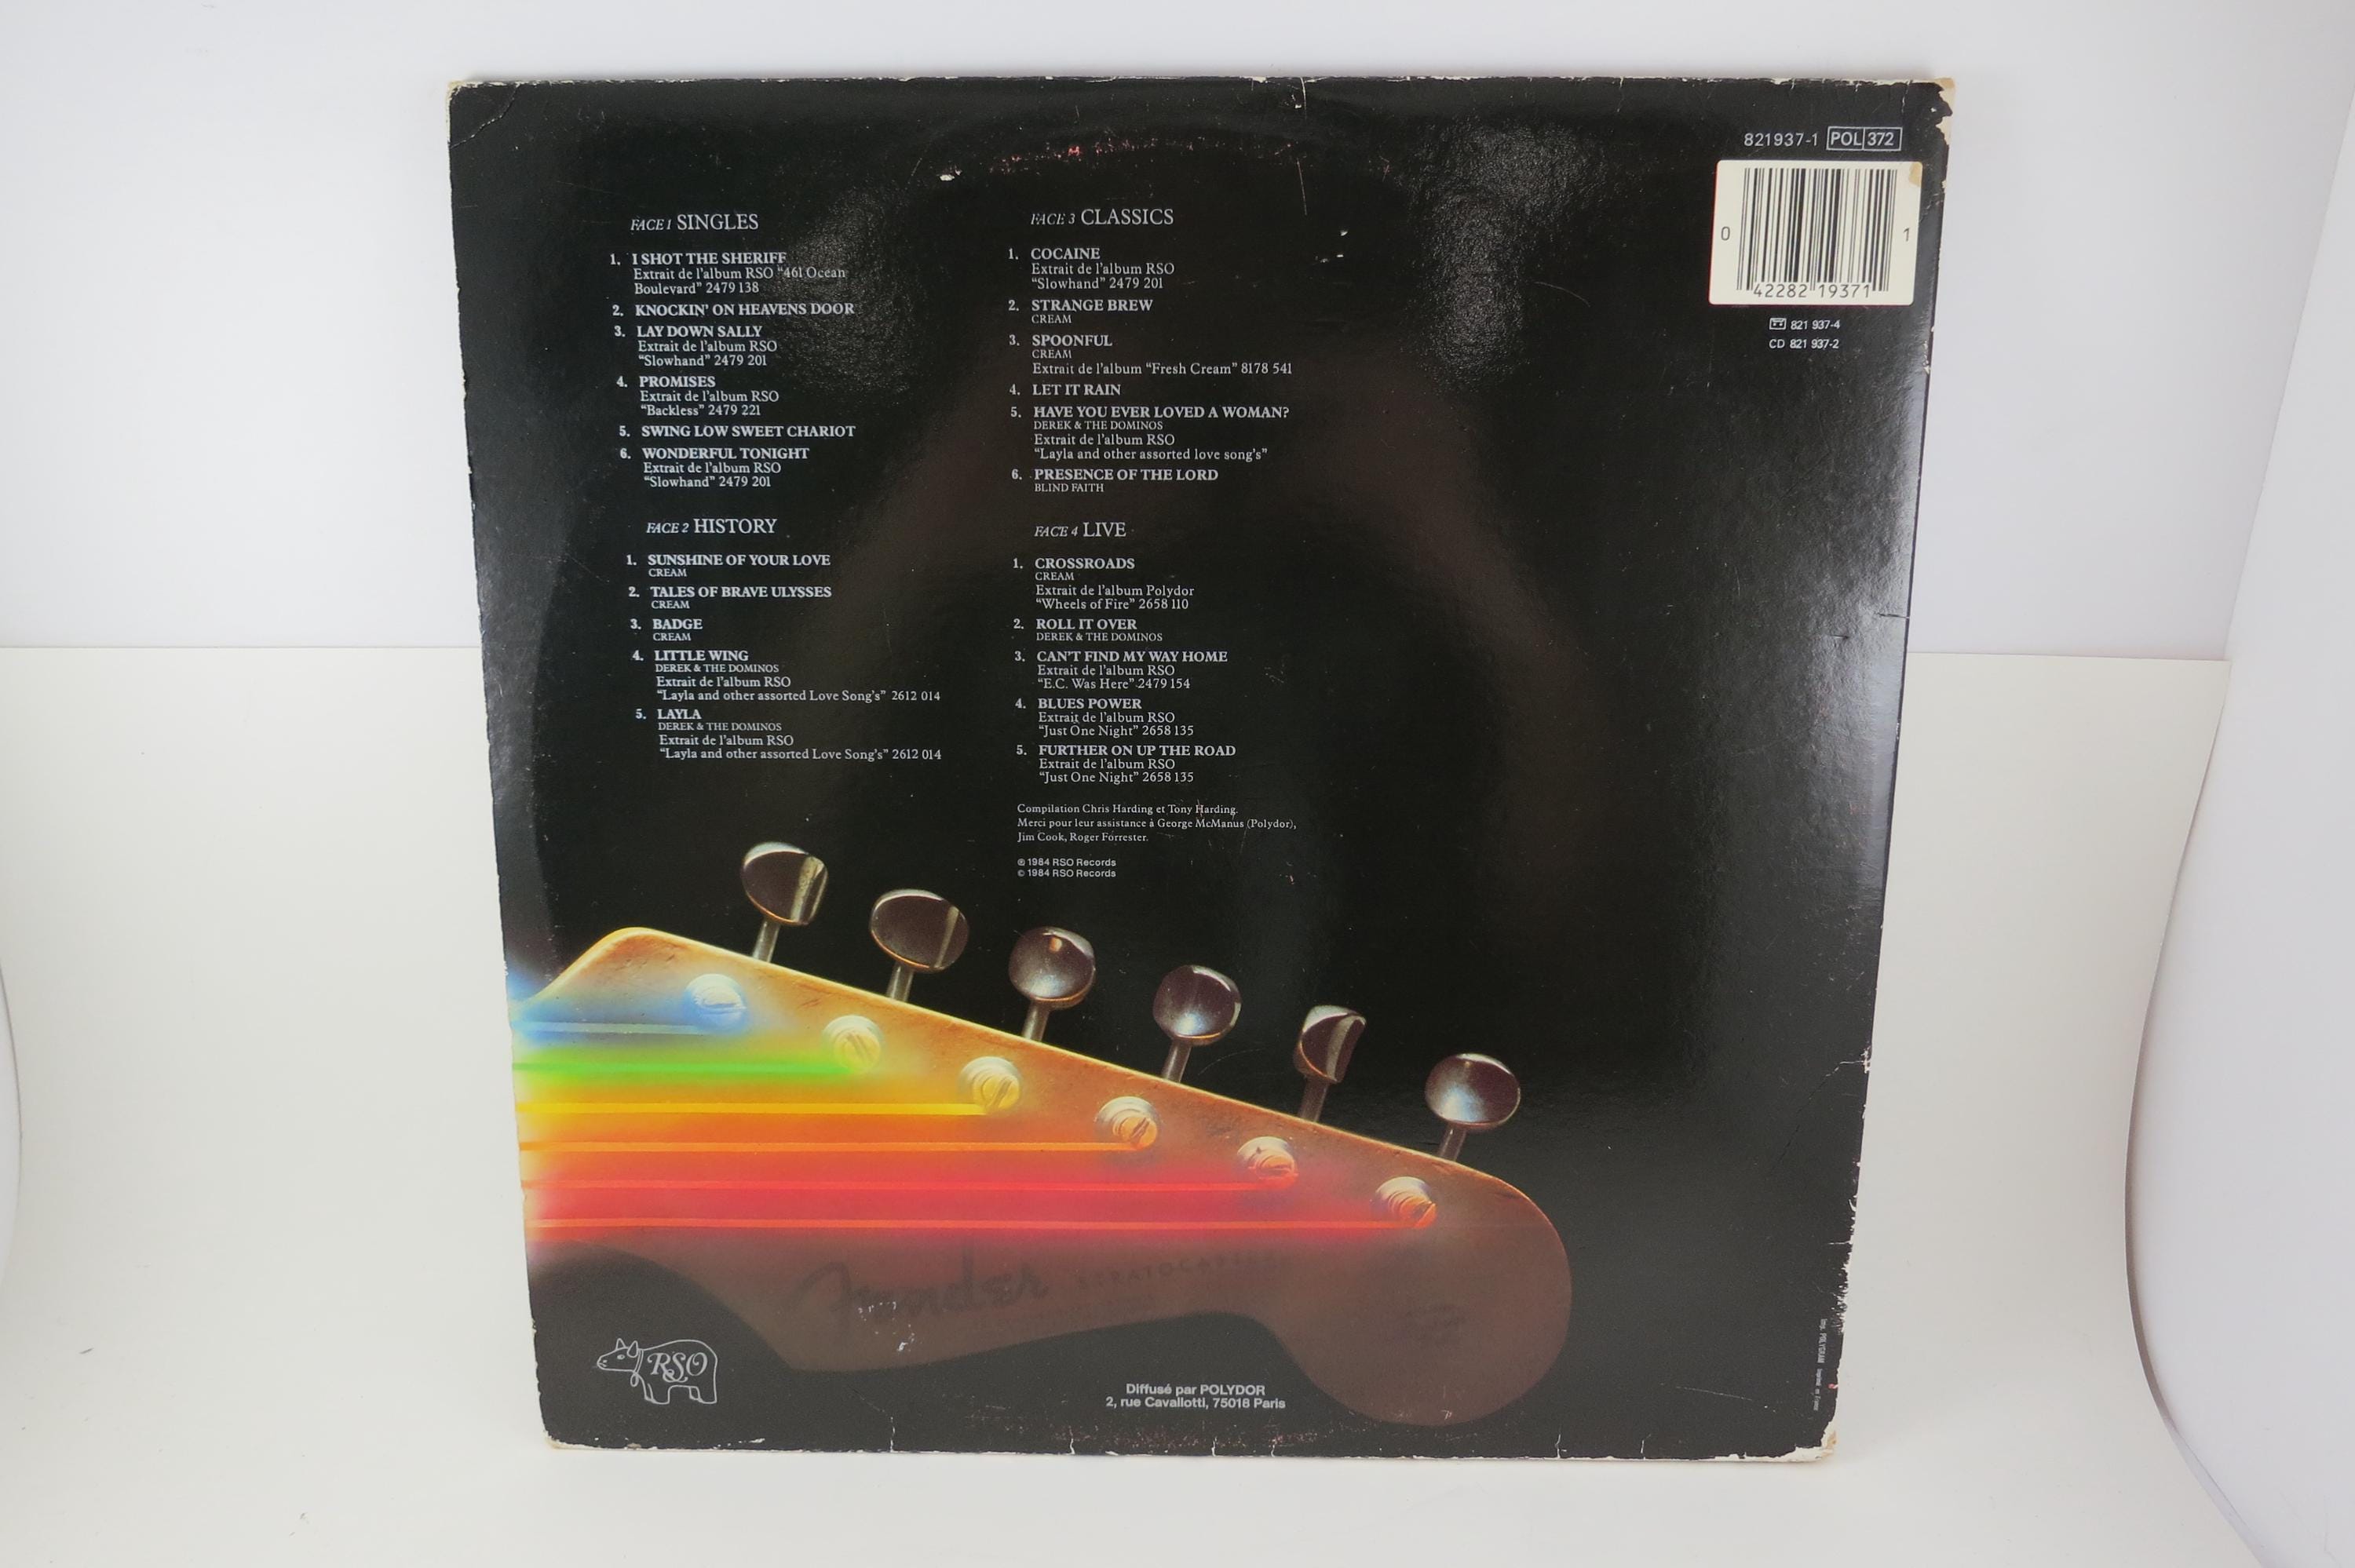 821937-1 POL 372
0 42282 19371 1
821 937-4
CD 821 937-2
FACE 1 SINGLES
1. I SHOT THE SHERIFF
Extrait de l'album RSO "461 Ocean
Boulevard" 2479 138
2. KNOCKIN' ON HEAVENS DOOR
3. LAY DOWN SALLY
Extrait de l'album RSO
"Slowhand" 2479 201
4. PROMISES
Extrait de l'album RSO
"Backless" 2479 221
5. SWING LOW SWEET CHARIOT
6. WONDERFUL TONIGHT
Extrait de l'album RSO
"Slowhand" 2479 201
FACE 2 HISTORY
1. SUNSHINE OF YOUR LOVE
CREAM
2. TALES OF BRAVE ULYSSES
CREAM
3. BADGE
CREAM
4. LITTLE WING
DEREK & THE DOMINOS
Extrait de l'album RSO
"Layla and other assorted Love Song's" 2612 014
5. LAYLA
DEREK & THE DOMINOS
Extrait de l'album RSO
"Layla and other assorted Love Song's" 2612 014
FACE 3 CLASSICS
1. COCAINE
Extrait de l'album RSO
"Slowhand" 2479 201
2. STRANGE BREW
CREAM
3. SPOONFUL
CREAM
Extrait de l'album "Fresh Cream" 8178 541
4. LET IT RAIN
5. HAVE YOU EVER LOVED A WOMAN?
DEREK & THE DOMINOS
Extrait de l'album RSO
"Layla and other assorted love song's"
6. PRESENCE OF THE LORD
BLIND FAITH
FACE 4 LIVE
1. CROSSROADS
CREAM
Extrait de l'album Polydor
"Wheels of Fire" 2658 110
2. ROLL IT OVER
DEREK & THE DOMINOS
3. CAN'T FIND MY WAY HOME
Extrait de l'album RSO
"E.C. Was Here" 2479 154
4. BLUES POWER
Extrait de l'album RSO
"Just One Night" 2658 135
5. FURTHER ON UP THE ROAD
Extrait de l'album RSO
"Just One Night" 2658 135
Compilation Chris Harding et Tony Harding.
Merci pour leur assistance à George McManus (Polydor),
Jim Cook, Roger Forrester.
℗ 1984 RSO Records
© 1984 RSO Records
Fender STRATOCASTER
RSO
Diffusé par POLYDOR
2, rue Cavallotti, 75018 Paris